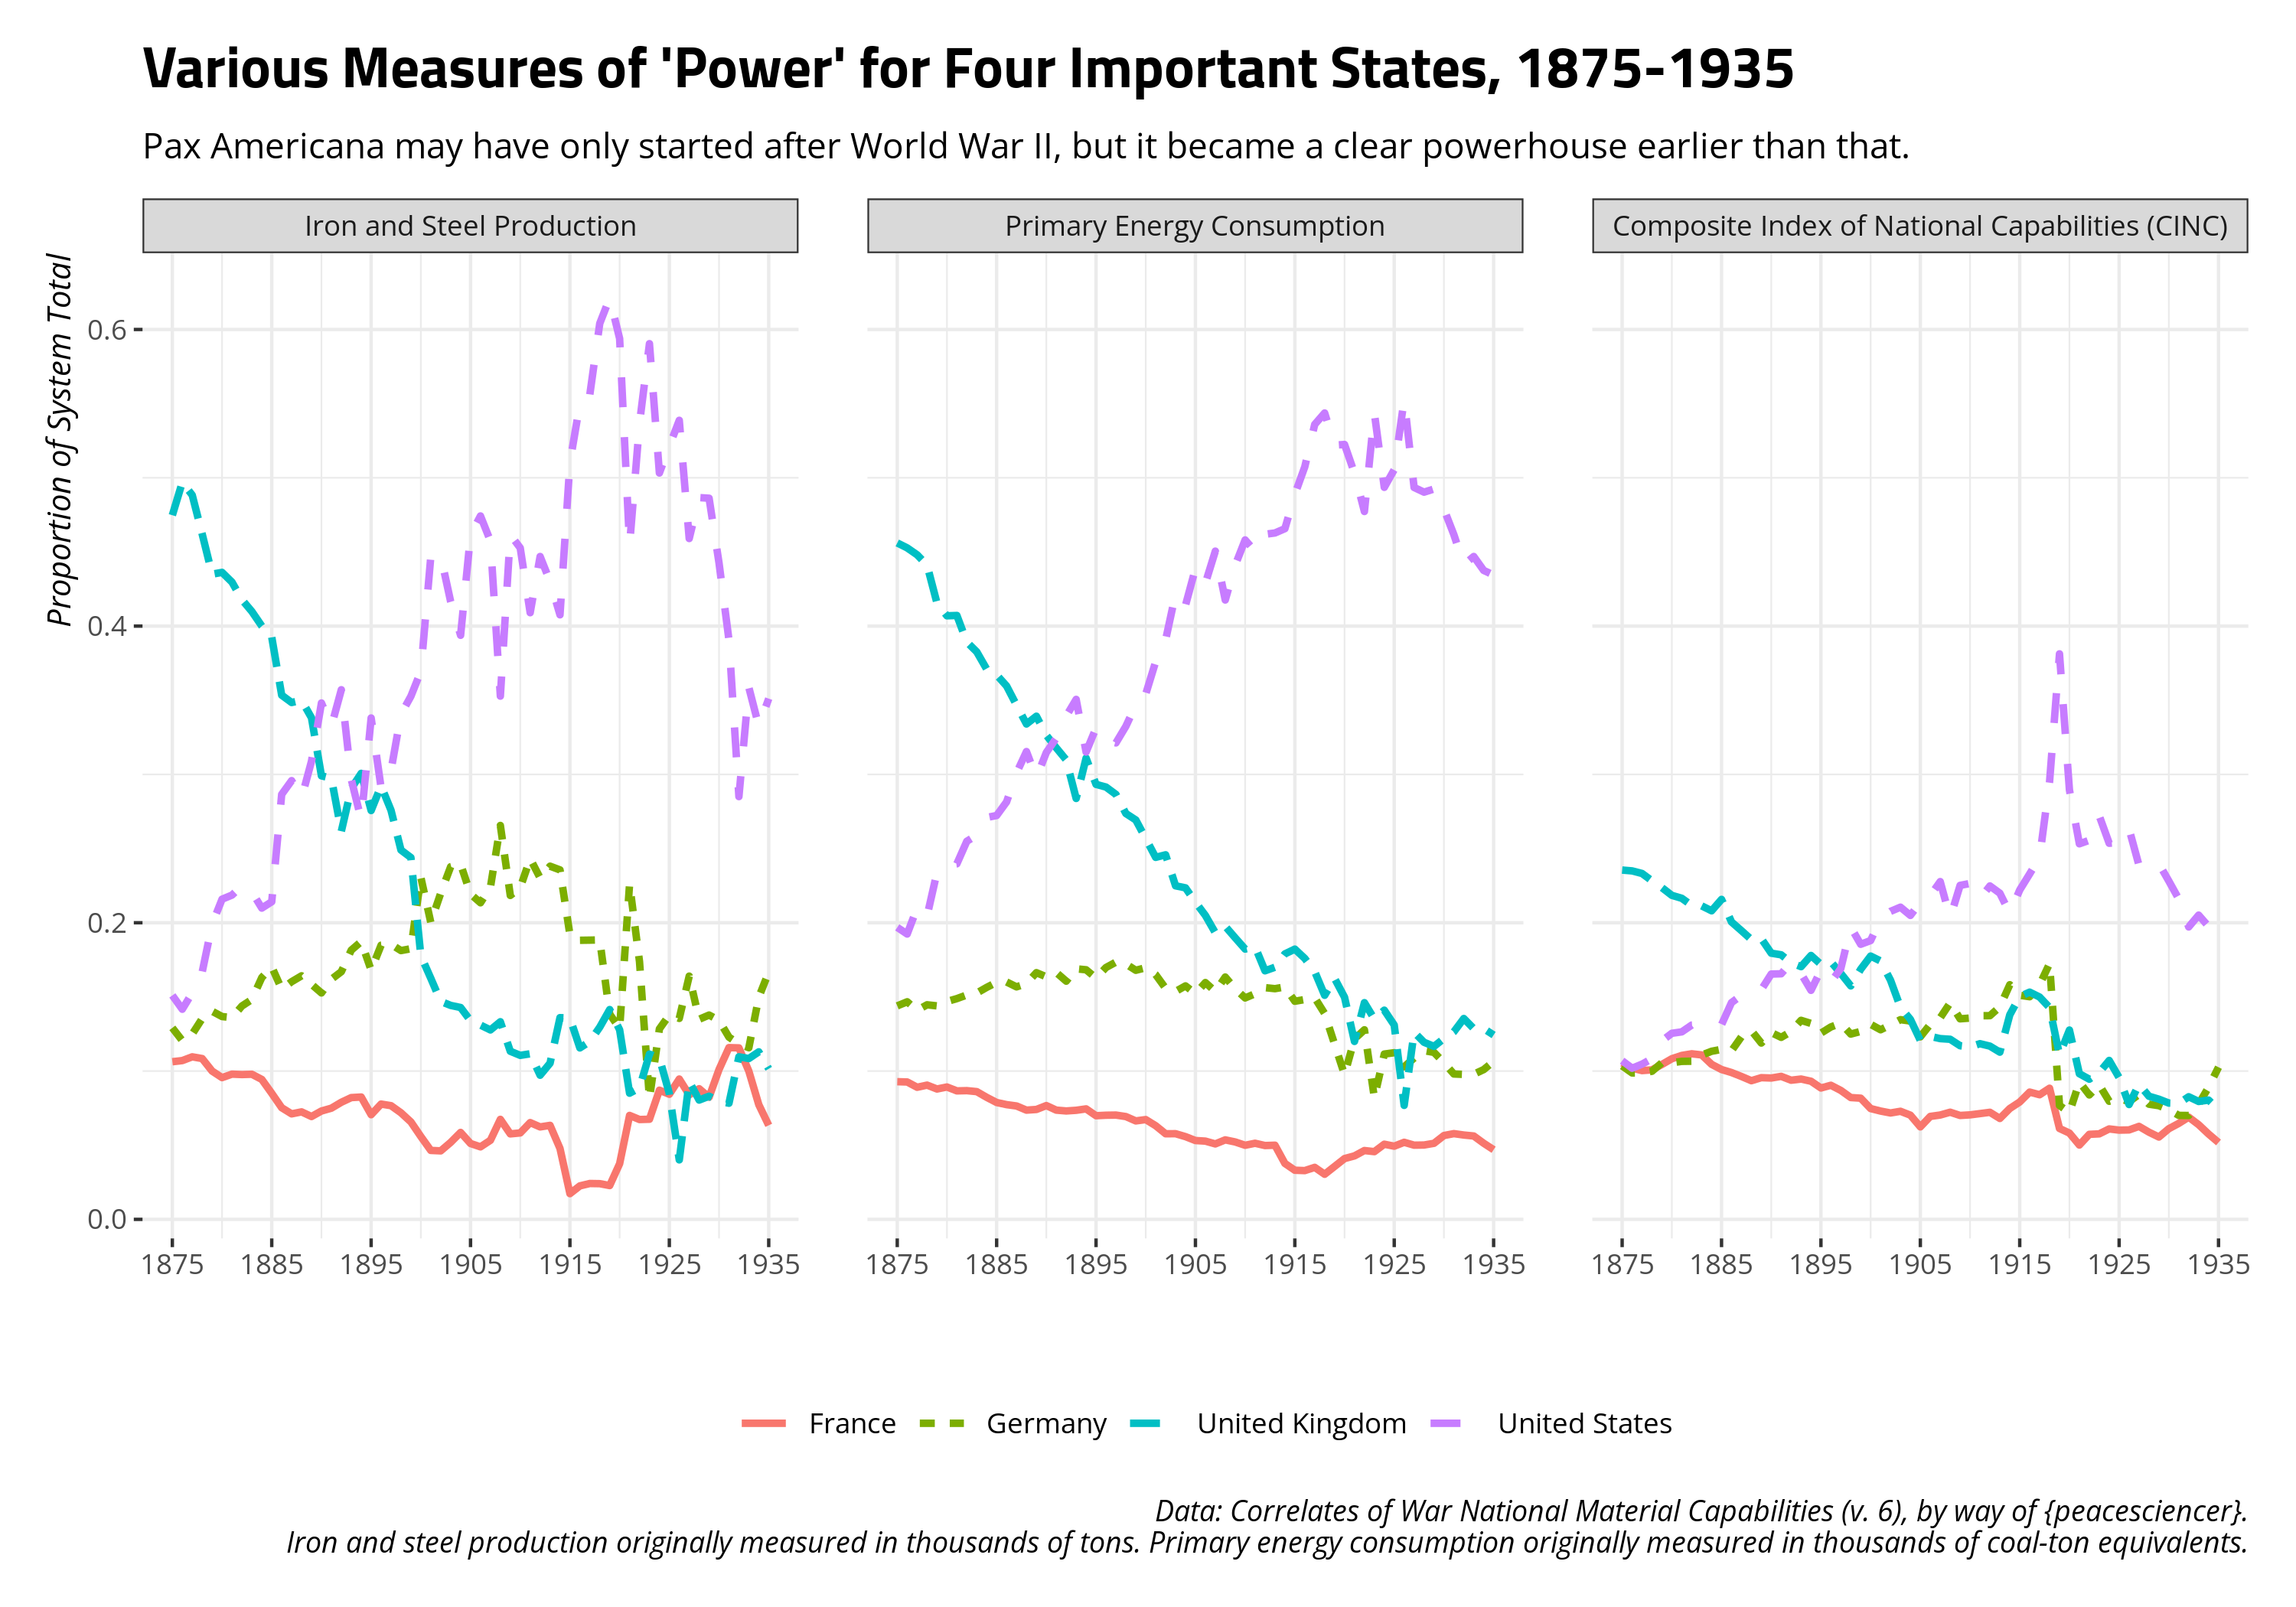 Various Measures of 'Power' for Four Important States, 1875-1935
Pax Americana may have only started after World War II, but it became a clear powerhouse earlier than that.
Iron and Steel Production
Primary Energy Consumption
Composite Index of National Capabilities (CINC)
Proportion of System Total
0.6
0.4
0.2
0.0
1875 1885 1895 1905 1915 1925 1935
1875 1885 1895 1905 1915 1925 1935
1875 1885 1895 1905 1915 1925 1935
France Germany United Kingdom United States
Data: Correlates of War National Material Capabilities (v. 6), by way of {peacesciencer}.
Iron and steel production originally measured in thousands of tons. Primary energy consumption originally measured in thousands of coal-ton equivalents.